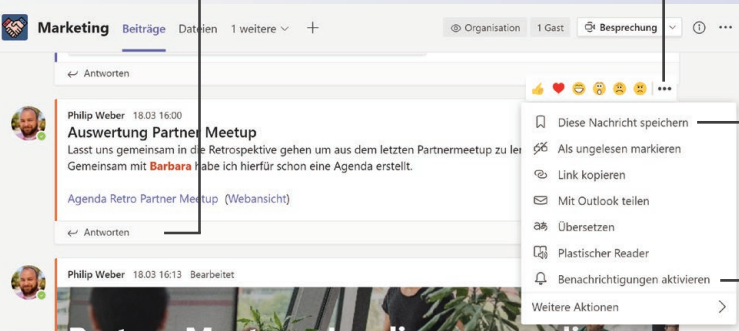 Marketing Beiträge Dateien 1 weitere Organisation 1 Gast Besprechung
Antworten
Philip Weber 18.03 16:00
Auswertung Partner Meetup
Lasst uns gemeinsam in die Retrospektive gehen um aus dem letzten Partnermeetup zu
Gemeinsam mit Barbara habe ich hierfür schon eine Agenda erstellt.
Agenda Retro Partner Meetup (Webansicht)
Antworten
Philip Weber 18.03 16:13 Bearbeitet
Diese Nachricht speichern
Als ungelesen markieren
Link kopieren
Mit Outlook teilen
Übersetzen
Plastischer Reader
Benachrichtigungen aktivieren
Weitere Aktionen